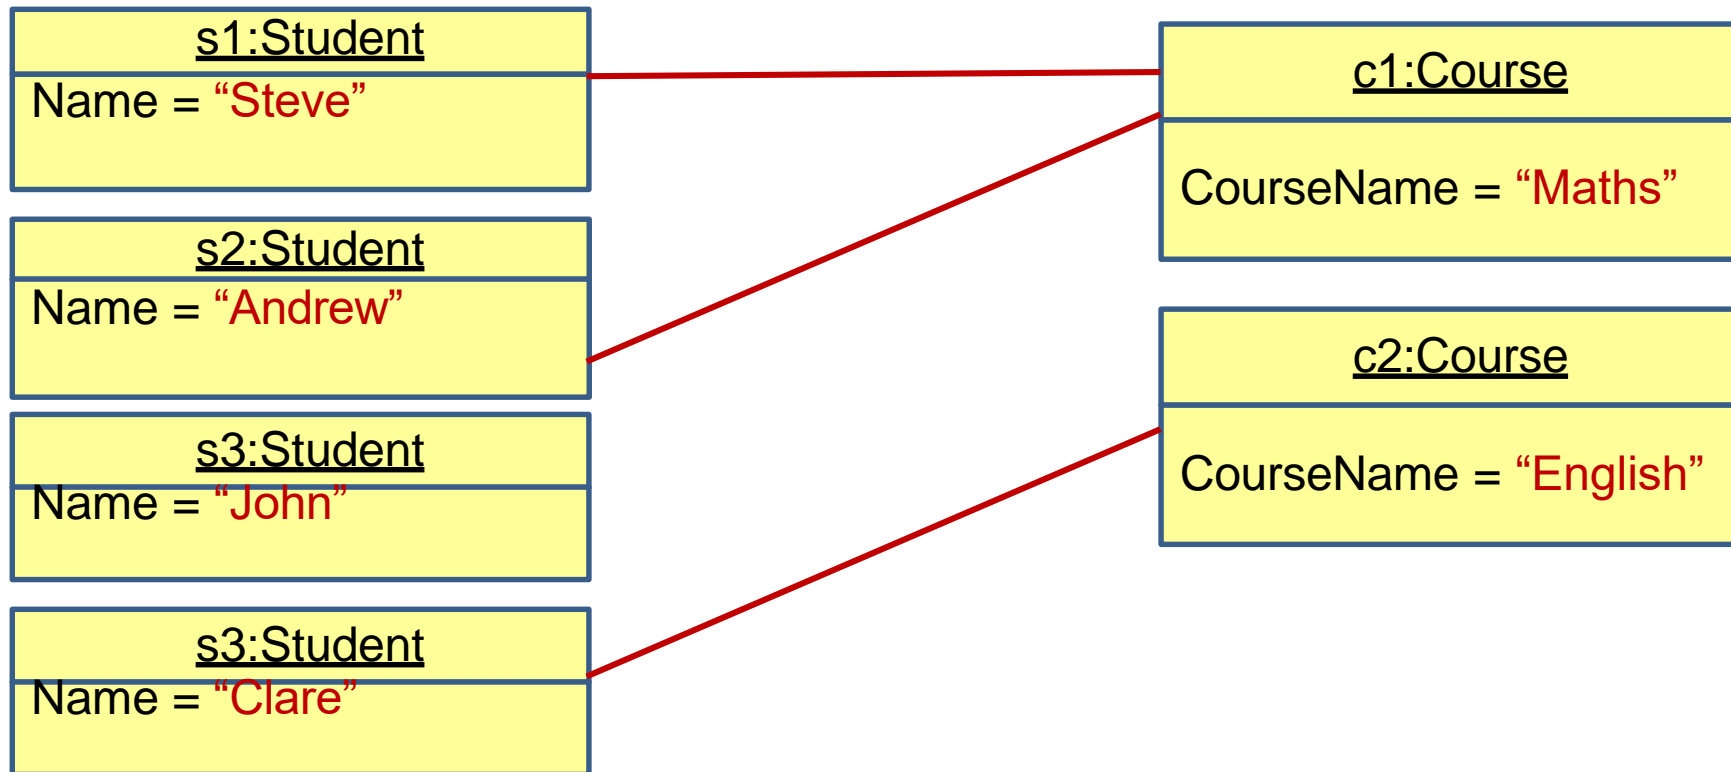 s1:Student
Name = “Steve”
s2:Student
Name = “Andrew”
s3:Student
Name = “John”
s3:Student
Name = “Clare”
c1:Course
CourseName = “Maths”
c2:Course
CourseName = “English”